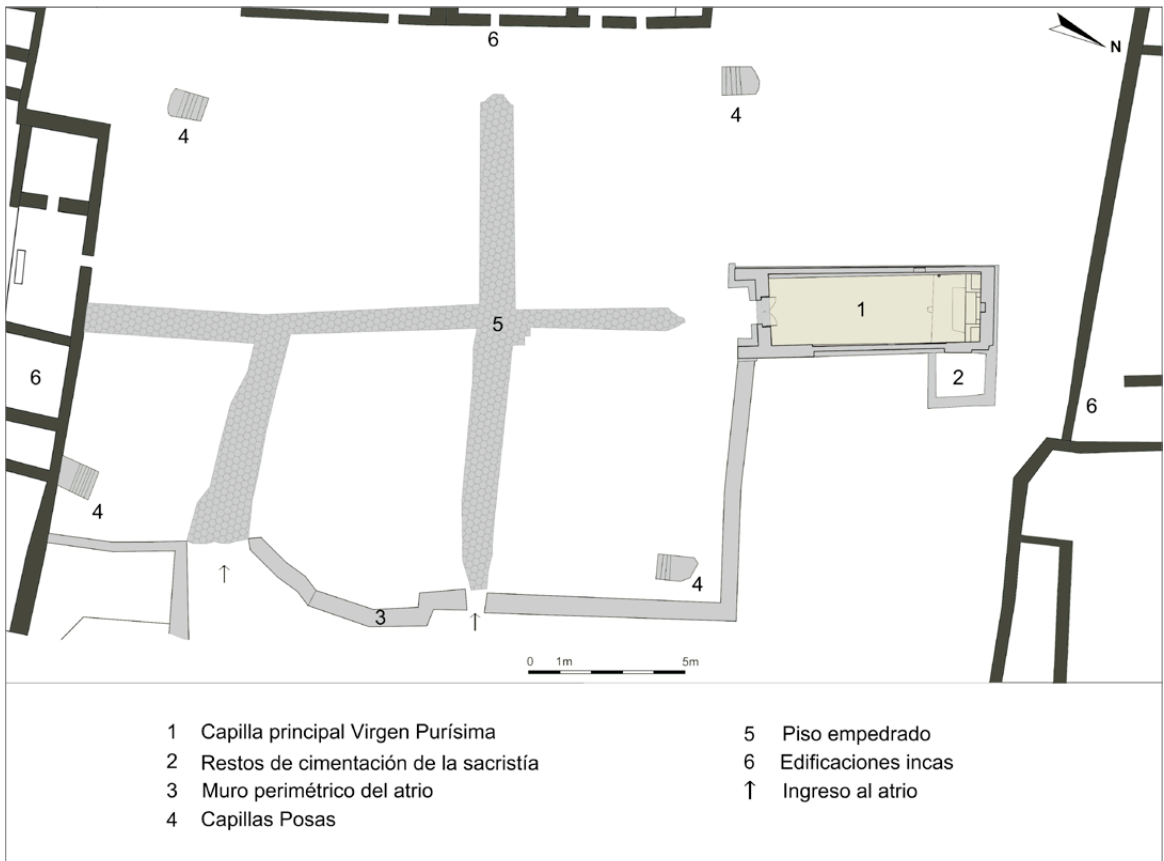 6
N
4
4
1
5
6
2
6
4
4
3
0 1m 5m
1 Capilla principal Virgen Purísima
2 Restos de cimentación de la sacristía
3 Muro perimétrico del atrio
4 Capillas Posas
5 Piso empedrado
6 Edificaciones incas
↑ Ingreso al atrio